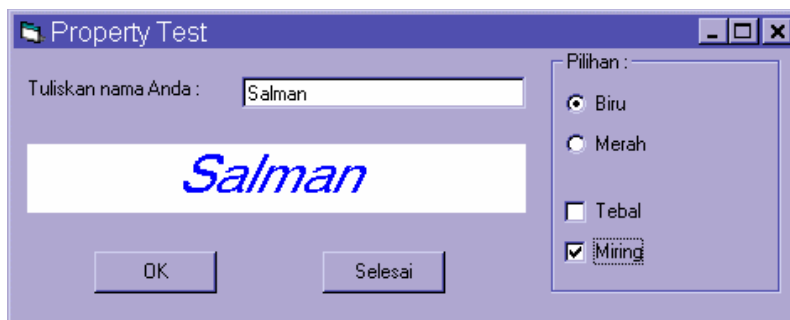 Property Test
Tuliskan nama Anda :
Salman
Salman
OK
Selesai
Pilihan :
Biru
Merah
Tebal
Miring